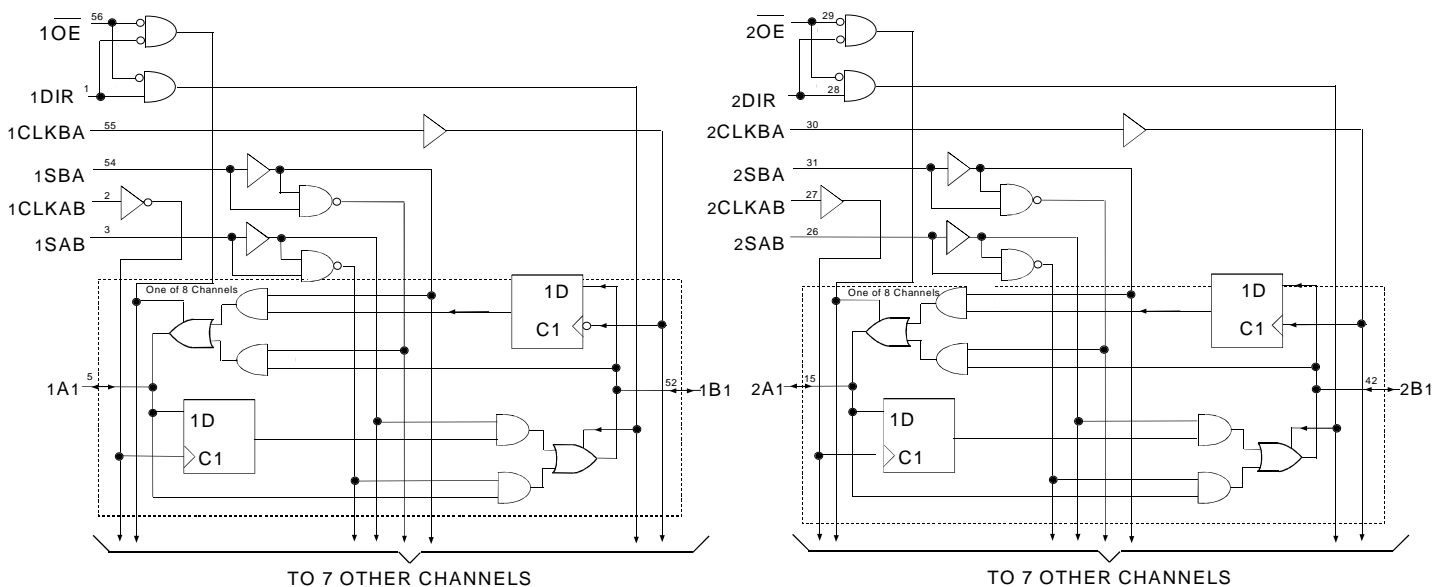 56
1OE
1
1DIR
1CLKBA 55
1SBA 54
1CLKAB 2
1SAB 3
One of 8 Channels
1D
C1
1A1 5
52 1B1
1D
C1
TO 7 OTHER CHANNELS
29
2OE
28
2DIR
2CLKBA 30
2SBA 31
2CLKAB 27
2SAB 26
One of 8 Channels
1D
C1
2A1 15
42 2B1
1D
C1
TO 7 OTHER CHANNELS